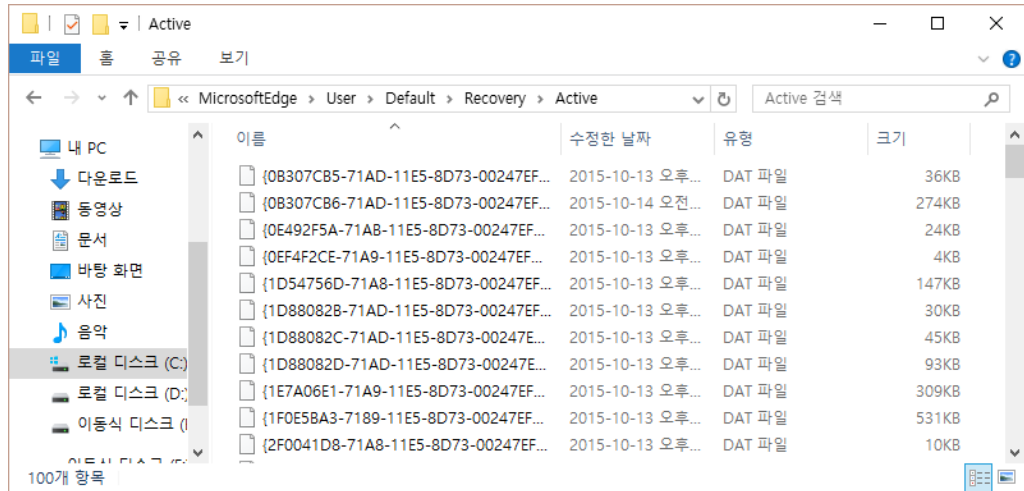 Active
파일 홈 공유 보기
« MicrosoftEdge › User › Default › Recovery › Active
Active 검색
이름 수정한 날짜 유형 크기
내 PC
다운로드
동영상
문서
바탕 화면
사진
음악
로컬 디스크 (C:)
로컬 디스크 (D:)
이동식 디스크 (
{0B307CB5-71AD-11E5-8D73-00247EF... 2015-10-13 오후... DAT 파일 36KB
{0B307CB6-71AD-11E5-8D73-00247EF... 2015-10-14 오전... DAT 파일 274KB
{0E492F5A-71AB-11E5-8D73-00247EF... 2015-10-13 오후... DAT 파일 24KB
{0EF4F2CE-71A9-11E5-8D73-00247EF... 2015-10-13 오후... DAT 파일 4KB
{1D54756D-71A8-11E5-8D73-00247EF... 2015-10-13 오후... DAT 파일 147KB
{1D88082B-71AD-11E5-8D73-00247EF... 2015-10-13 오후... DAT 파일 30KB
{1D88082C-71AD-11E5-8D73-00247E... 2015-10-13 오후... DAT 파일 45KB
{1D88082D-71AD-11E5-8D73-00247E... 2015-10-13 오후... DAT 파일 93KB
{1E7A06E1-71A9-11E5-8D73-00247EF... 2015-10-13 오후... DAT 파일 309KB
{1F0E5BA3-7189-11E5-8D73-00247EF... 2015-10-13 오후... DAT 파일 531KB
{2F0041D8-71A8-11E5-8D73-00247EF... 2015-10-13 오후... DAT 파일 10KB
100개 항목